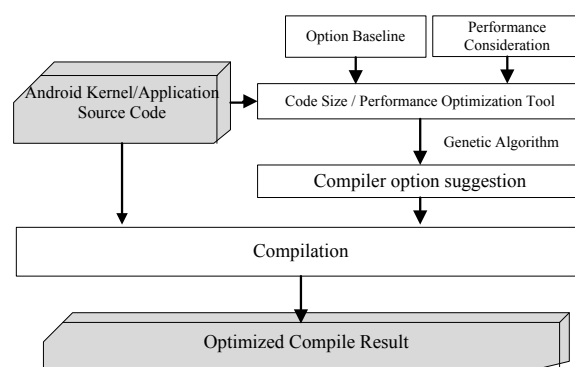 Option Baseline
Performance
Consideration
Android Kernel/Application
Source Code
Code Size / Performance Optimization Tool
Genetic Algorithm
Compiler option suggestion
Compilation
Optimized Compile Result